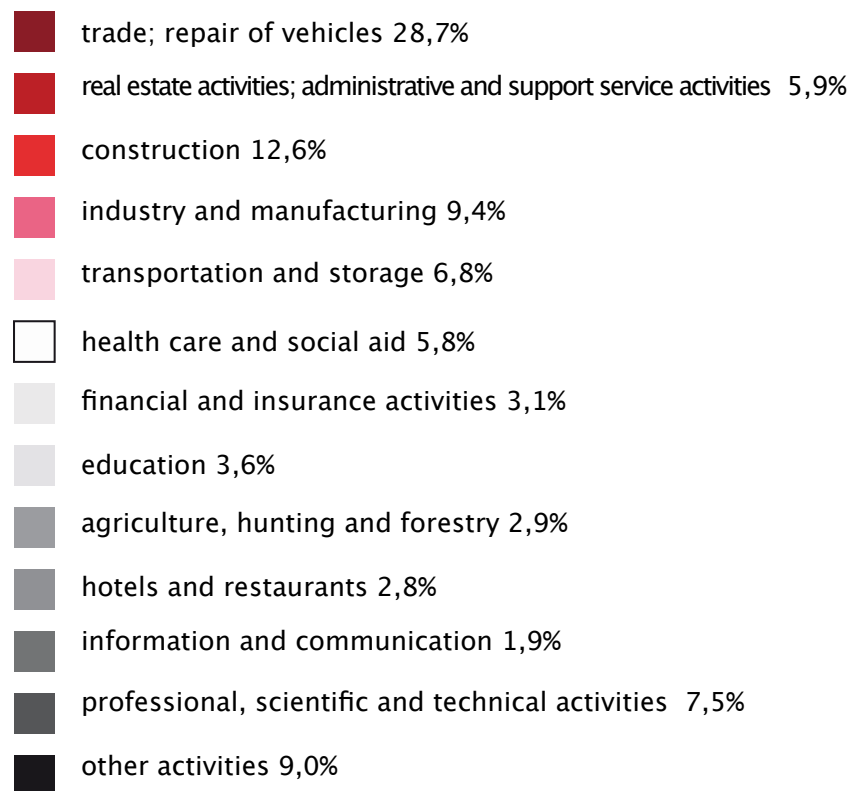 trade; repair of vehicles 28,7%
real estate activities; administrative and support service activities 5,9%
construction 12,6%
industry and manufacturing 9,4%
transportation and storage 6,8%
health care and social aid 5,8%
financial and insurance activities 3,1%
education 3,6%
agriculture, hunting and forestry 2,9%
hotels and restaurants 2,8%
information and communication 1,9%
professional, scientific and technical activities 7,5%
other activities 9,0%